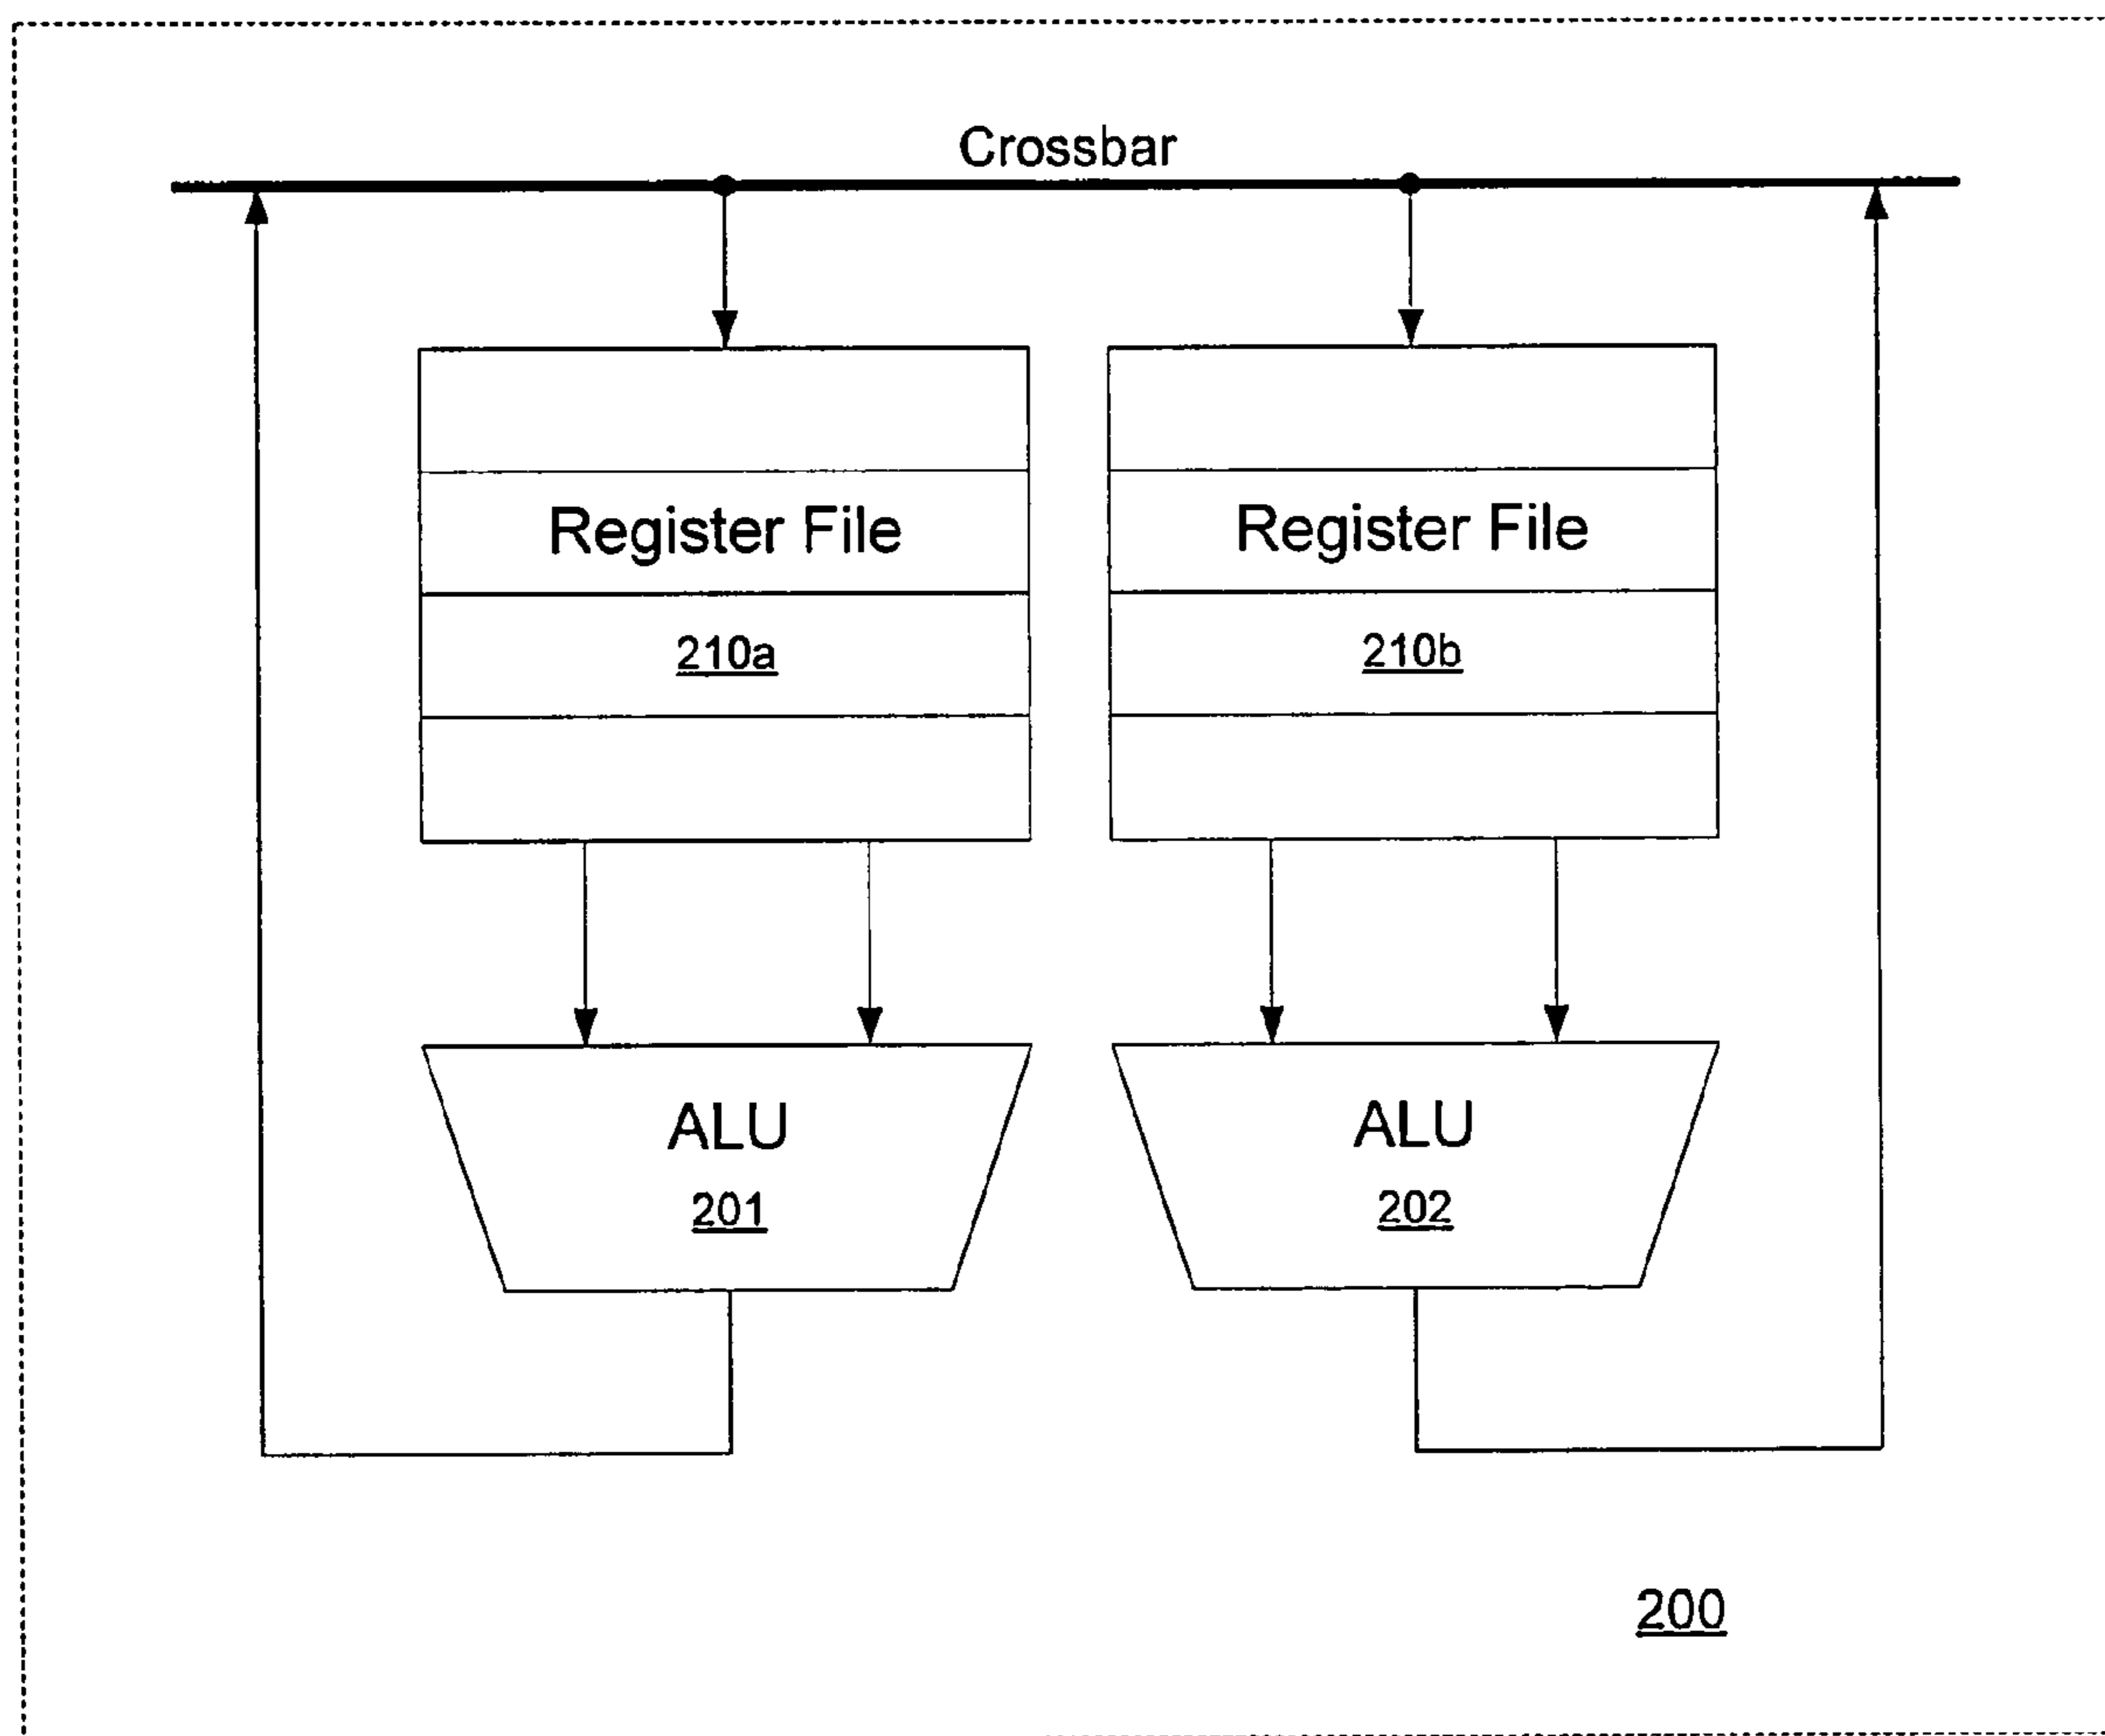 Crossbar
Register File
210a
Register File
210b
ALU
201
ALU
202
200